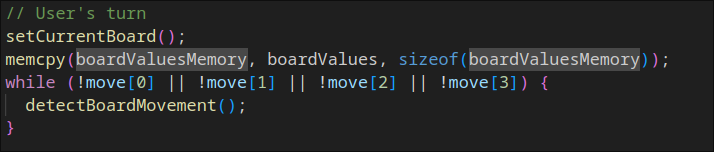 // User's turn
setCurrentBoard();
memcpy(boardValuesMemory, boardValues, sizeof(boardValuesMemory));
while (!move[0] || !move[1] || !move[2] || !move[3]) {
  detectBoardMovement();
}